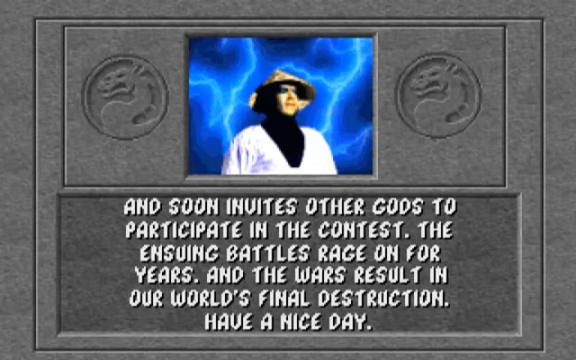 AND SOON INVITES OTHER GODS TO
PARTICIPATE IN THE CONTEST. THE
ENSUING BATTLES RAGE ON FOR
YEARS. AND THE WARS RESULT IN
OUR WORLD'S FINAL DESTRUCTION.
HAVE A NICE DAY.